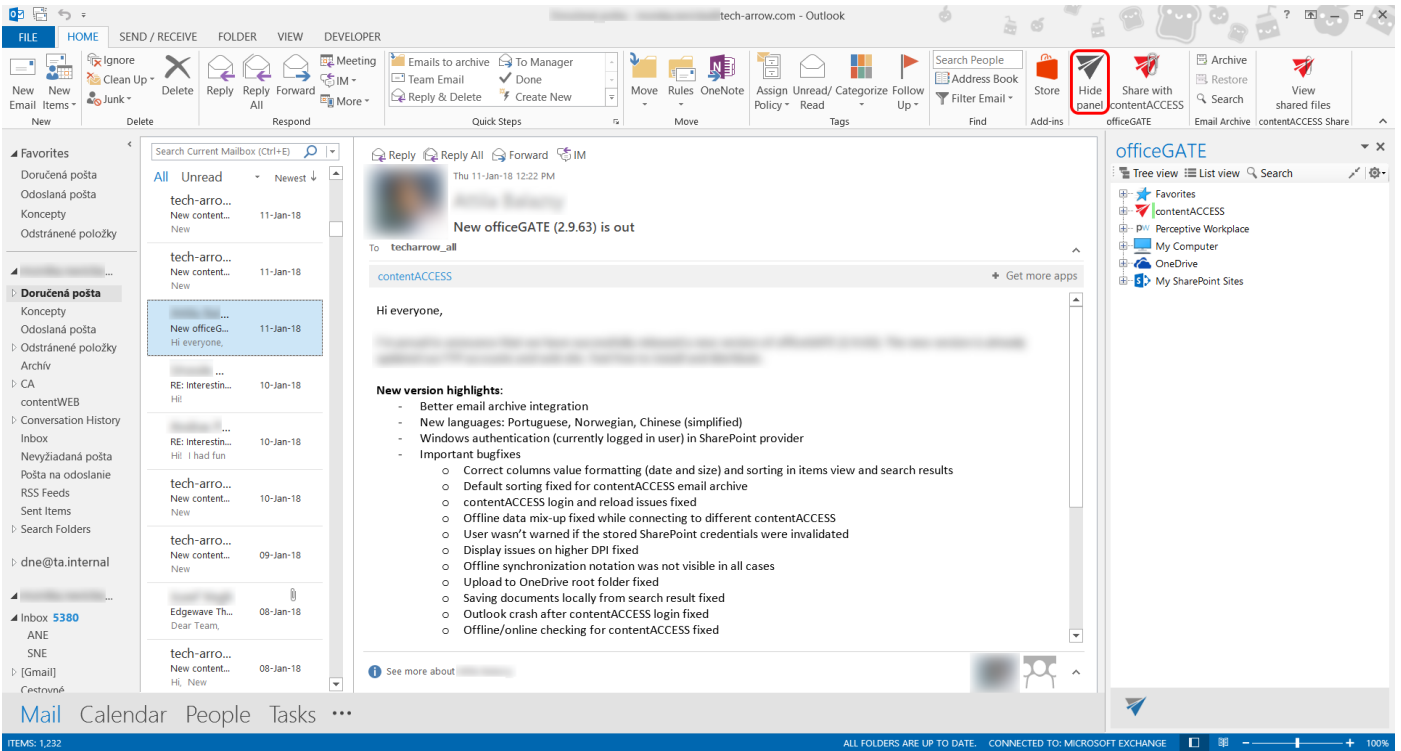 tech-arrow.com - Outlook
FILE HOME SEND / RECEIVE FOLDER VIEW DEVELOPER
New Email
New Items
Ignore
Clean Up
Junk
Delete
Reply
Reply All
Forward
Meeting
IM
More
Emails to archive
To Manager
Team Email
Done
Reply & Delete
Create New
Move
Rules
OneNote
Assign Policy
Unread/ Read
Categorize
Follow Up
Search People
Address Book
Filter Email
Store
Hide panel
Share with contentACCESS
Archive
Restore
Search
View shared files
New
Delete
Respond
Quick Steps
Move
Tags
Find
Add-ins
officeGATE
Email Archive
contentACCESS Share
Favorites
Doručená pošta
Odoslaná pošta
Koncepty
Odstránené položky
...
Doručená pošta
Koncepty
Odoslaná pošta
Odstránené položky
Archív
CA
contentWEB
Conversation History
Inbox
Nevyžiadaná pošta
Pošta na odoslanie
RSS Feeds
Sent Items
Search Folders
dne@ta.internal
...
Inbox 5380
ANE
SNE
[Gmail]
Cestovné
Search Current Mailbox (Ctrl+E)
All Unread Newest ↓
tech-arro...
New content... 11-Jan-18
New
tech-arro...
New content... 11-Jan-18
New
...
New officeG... 11-Jan-18
Hi everyone,
...
RE: Interestin... 10-Jan-18
Hi!
...
RE: Interestin... 10-Jan-18
Hi! I had fun
tech-arro...
New content... 10-Jan-18
New
tech-arro...
New content... 09-Jan-18
New
Edgewave Th... 08-Jan-18
Dear Team,
tech-arro...
New content... 08-Jan-18
Hi, New
Reply Reply All Forward IM
Thu 11-Jan-18 12:22 PM
New officeGATE (2.9.63) is out
To techarrow_all
contentACCESS
+ Get more apps
Hi everyone,
New version highlights:
- Better email archive integration
- New languages: Portuguese, Norwegian, Chinese (simplified)
- Windows authentication (currently logged in user) in SharePoint provider
- Important bugfixes
o Correct columns value formatting (date and size) and sorting in items view and search results
o Default sorting fixed for contentACCESS email archive
o contentACCESS login and reload issues fixed
o Offline data mix-up fixed while connecting to different contentACCESS
o User wasn't warned if the stored SharePoint credentials were invalidated
o Display issues on higher DPI fixed
o Offline synchronization notation was not visible in all cases
o Upload to OneDrive root folder fixed
o Saving documents locally from search result fixed
o Outlook crash after contentACCESS login fixed
o Offline/online checking for contentACCESS fixed
See more about
officeGATE
Tree view List view Search
Favorites
contentACCESS
Perceptive Workplace
My Computer
OneDrive
My SharePoint Sites
Mail Calendar People Tasks ...
ITEMS: 1,232
ALL FOLDERS ARE UP TO DATE. CONNECTED TO: MICROSOFT EXCHANGE
100%